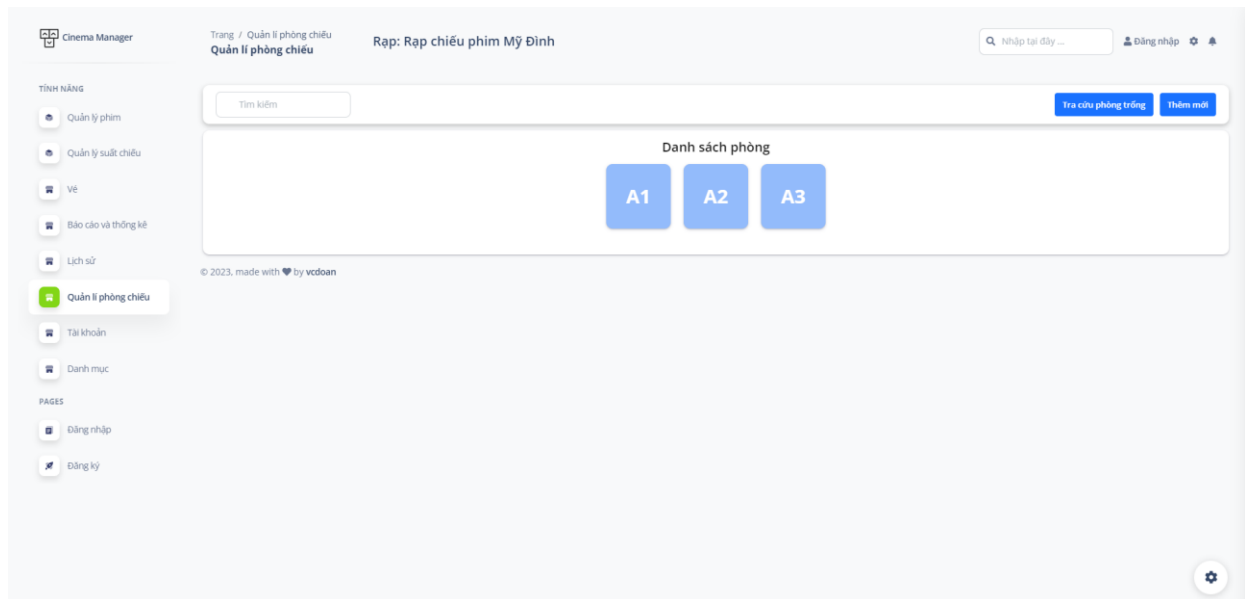 Cinema Manager
Trang / Quản lí phòng chiếu
Quản lí phòng chiếu
Rạp: Rạp chiếu phim Mỹ Đình
Nhập tại đây ...
Đăng nhập
TÍNH NĂNG
Quản lý phim
Quản lý suất chiếu
Vé
Báo cáo và thống kê
Lịch sử
Quản lí phòng chiếu
Tài khoản
Danh mục
PAGES
Đăng nhập
Đăng ký
Tìm kiếm
Tra cứu phòng trống
Thêm mới
Danh sách phòng
A1 A2 A3
© 2023, made with ♥ by vcdoan